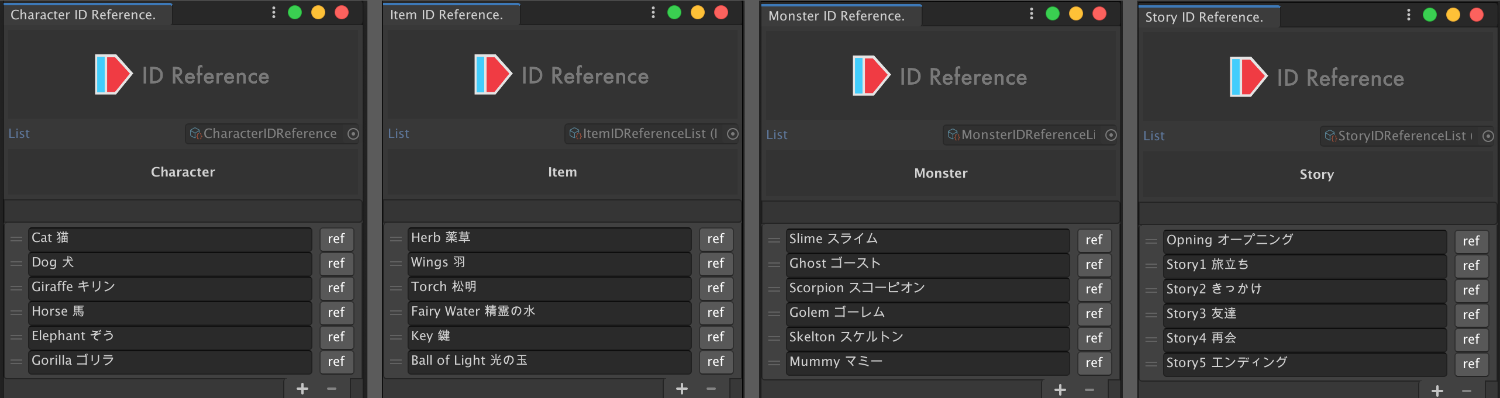 Character ID Reference.
ID Reference
List
CharacterIDReference
Character
Cat 猫
ref
Dog 犬
ref
Giraffe キリン
ref
Horse 馬
ref
Elephant ぞう
ref
Gorilla ゴリラ
ref
+ −
Item ID Reference.
ID Reference
List
ItemIDReferenceList (I
Item
Herb 薬草
ref
Wings 羽
ref
Torch 松明
ref
Fairy Water 精霊の水
ref
Key 鍵
ref
Ball of Light 光の玉
ref
+ −
Monster ID Reference.
ID Reference
List
MonsterIDReferenceLi
Monster
Slime スライム
ref
Ghost ゴースト
ref
Scorpion スコーピオン
ref
Golem ゴーレム
ref
Skelton スケルトン
ref
Mummy マミー
ref
+ −
Story ID Reference.
ID Reference
List
StoryIDReferenceList (
Story
Opning オープニング
ref
Story1 旅立ち
ref
Story2 きっかけ
ref
Story3 友達
ref
Story4 再会
ref
Story5 エンディング
ref
+ −